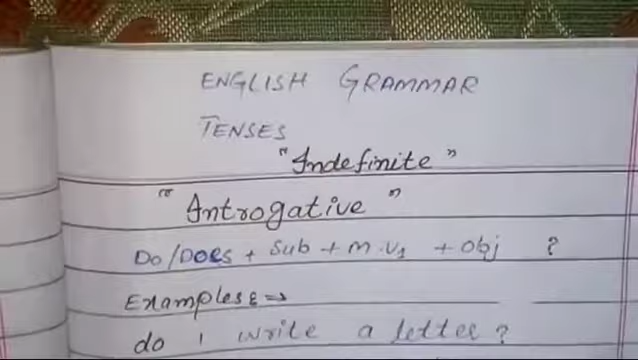 ENGLISH GRAMMAR
TENSES
"Indefinite"
"Introgative"
DO/DOES + Sub + m.v1 + Obj ?
Examples:⇒
do I write a letter?